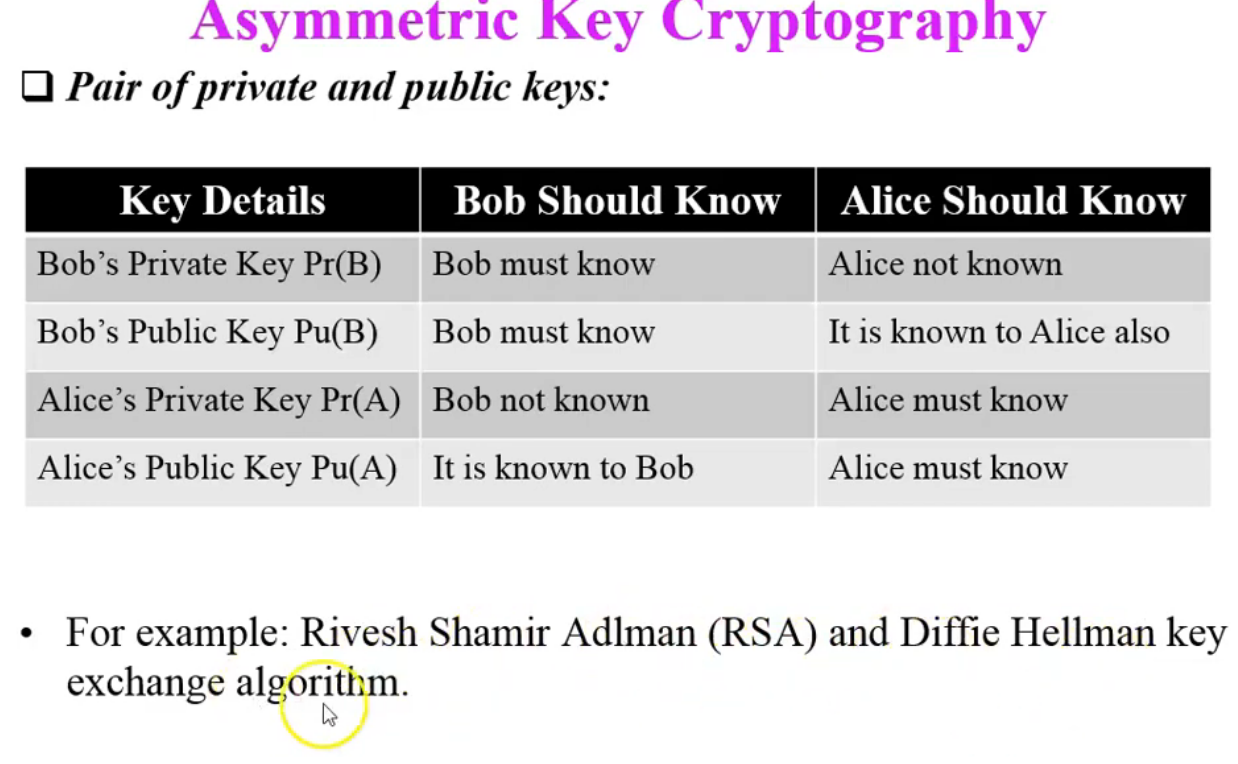 Asymmetric Key Cryptography
❑ Pair of private and public keys:
Key Details Bob Should Know Alice Should Know
Bob's Private Key Pr(B) Bob must know Alice not known
Bob's Public Key Pu(B) Bob must know It is known to Alice also
Alice's Private Key Pr(A) Bob not known Alice must know
Alice's Public Key Pu(A) It is known to Bob Alice must know
• For example: Rivesh Shamir Adlman (RSA) and Diffie Hellman key
exchange algorithm.